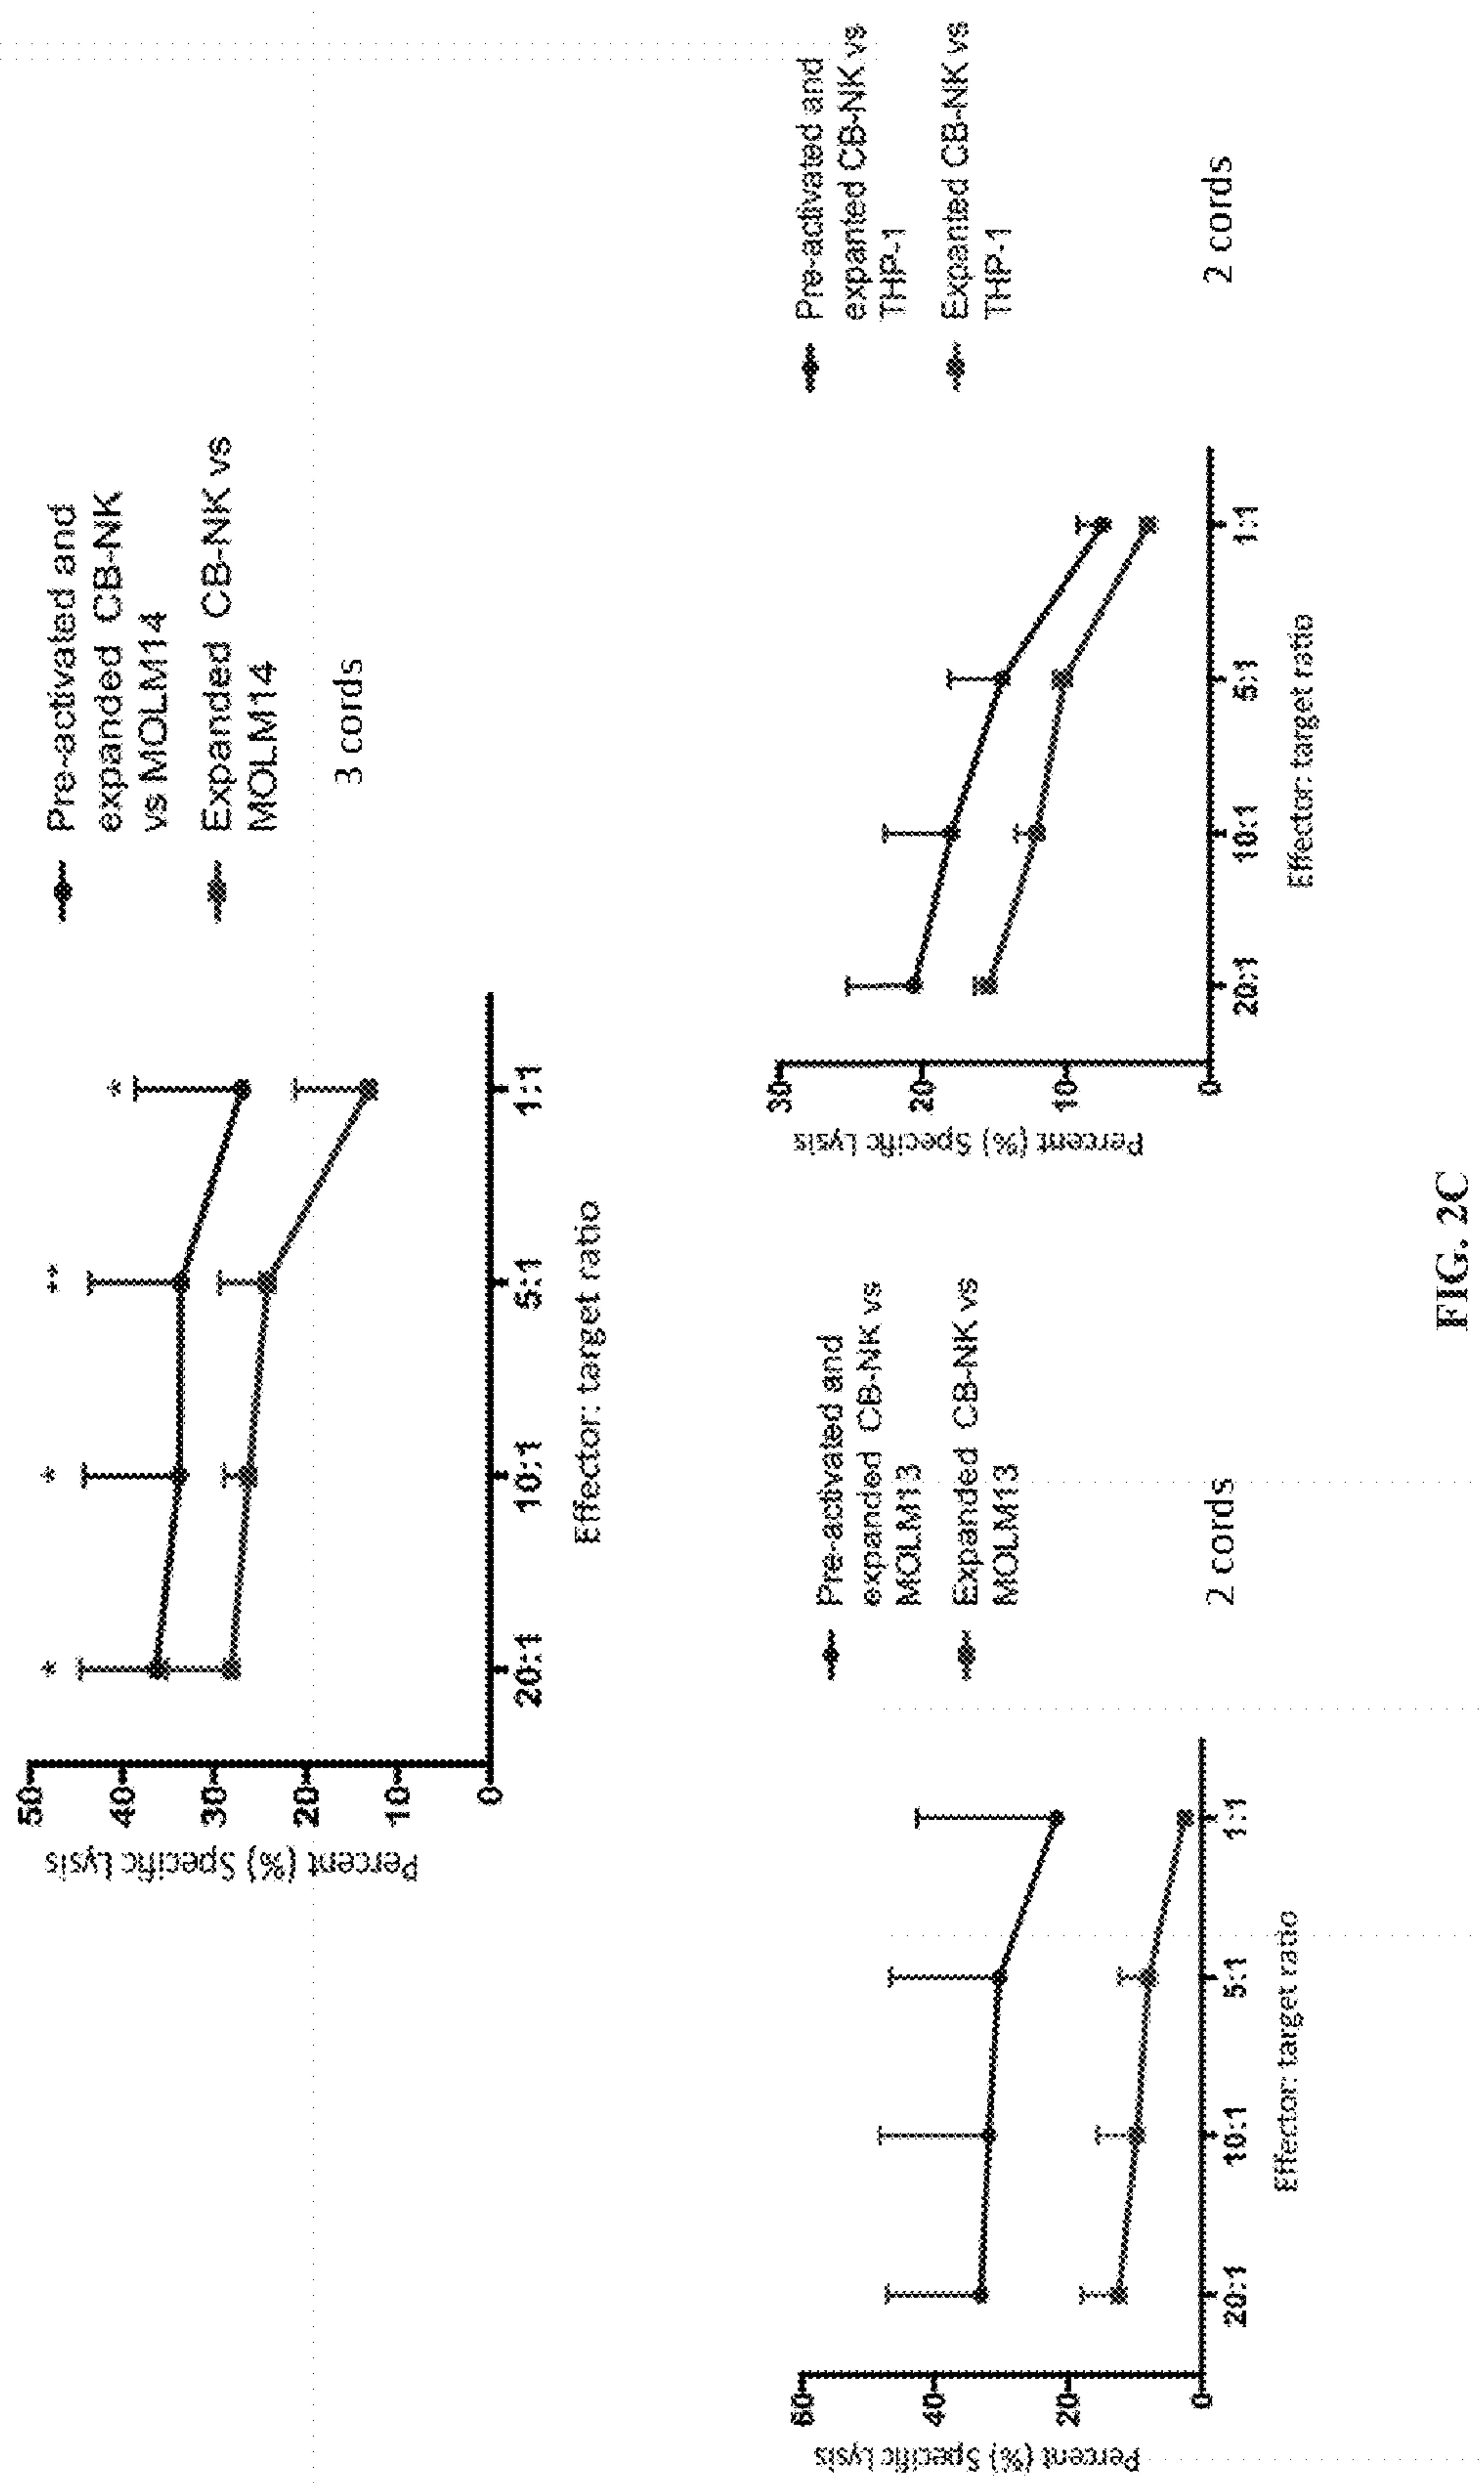 Percent (%) Specific Lysis
50
40
30
20
10
0
* * ** *
20:1 10:1 5:1 1:1
Effector: target ratio
Pre-activated and
expanded CB-NK
vs MOLM14
Expanded CB-NK vs
MOLM14
3 cords
Percent (%) Specific Lysis
60
40
20
0
20:1 10:1 5:1 1:1
Effector: target ratio
Pre-activated and
expanded CB-NK vs
MOLM13
Expanded CB-NK vs
MOLM13
2 cords
Percent (%) Specific Lysis
30
20
10
0
20:1 10:1 5:1 1:1
Effector: target ratio
Pre-activated and
expanted CB-NK vs
THP-1
Expanted CB-NK vs
THP-1
2 cords
FIG. 2C